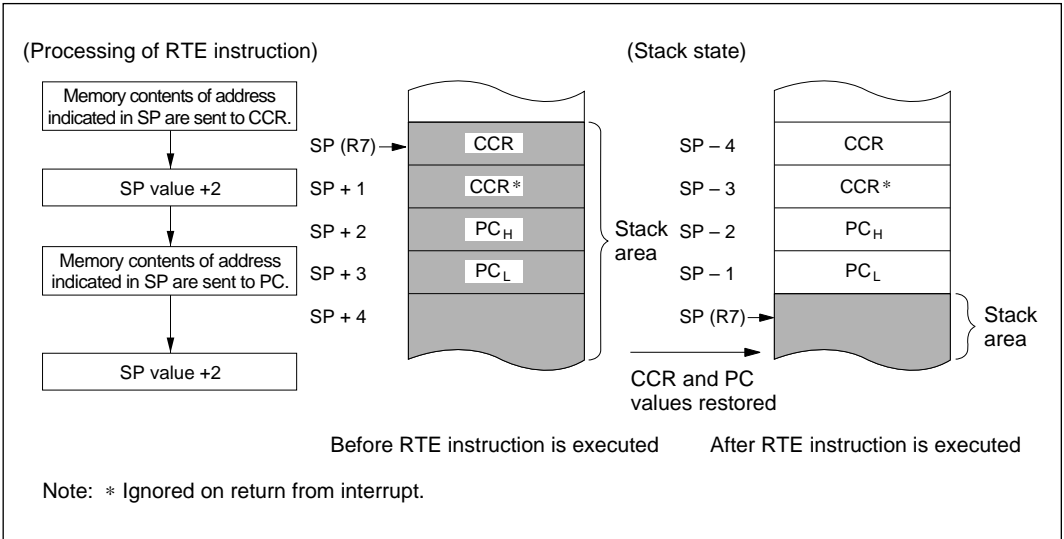 (Processing of RTE instruction)
(Stack state)
Memory contents of address
indicated in SP are sent to CCR.
SP value +2
Memory contents of address
indicated in SP are sent to PC.
SP value +2
SP (R7)
CCR
SP + 1
CCR*
SP + 2
PCH
SP + 3
PCL
SP + 4
Stack
area
SP – 4
CCR
SP – 3
CCR*
SP – 2
PCH
SP – 1
PCL
SP (R7)
Stack
area
CCR and PC
values restored
Before RTE instruction is executed
After RTE instruction is executed
Note: * Ignored on return from interrupt.